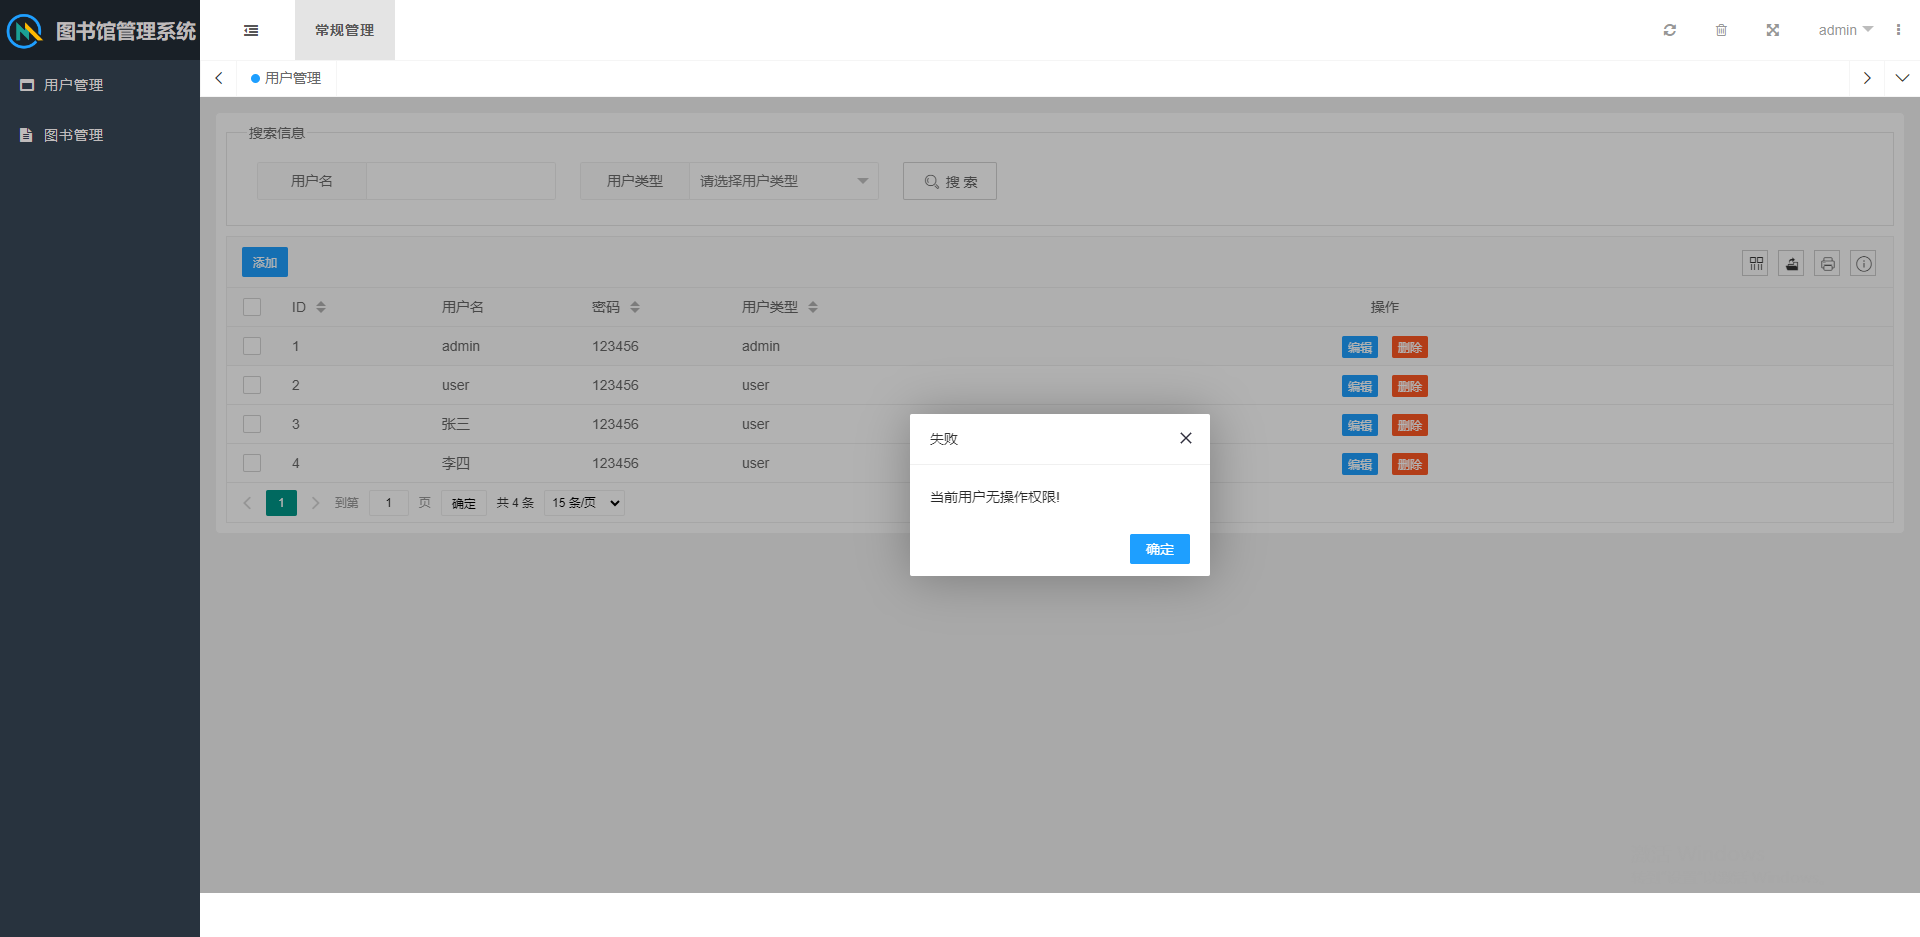 图书馆管理系统
常规管理
admin
用户管理
图书管理
用户管理
搜索信息
用户名
用户类型 请选择用户类型
搜 索
添加
ID 用户名 密码 用户类型 操作
1 admin 123456 admin 编辑 删除
2 user 123456 user 编辑 删除
3 张三 123456 user 编辑 删除
4 李四 123456 user 编辑 删除
1 到第 1 页 确定 共 4 条 15 条/页
失败
当前用户无操作权限!
确定